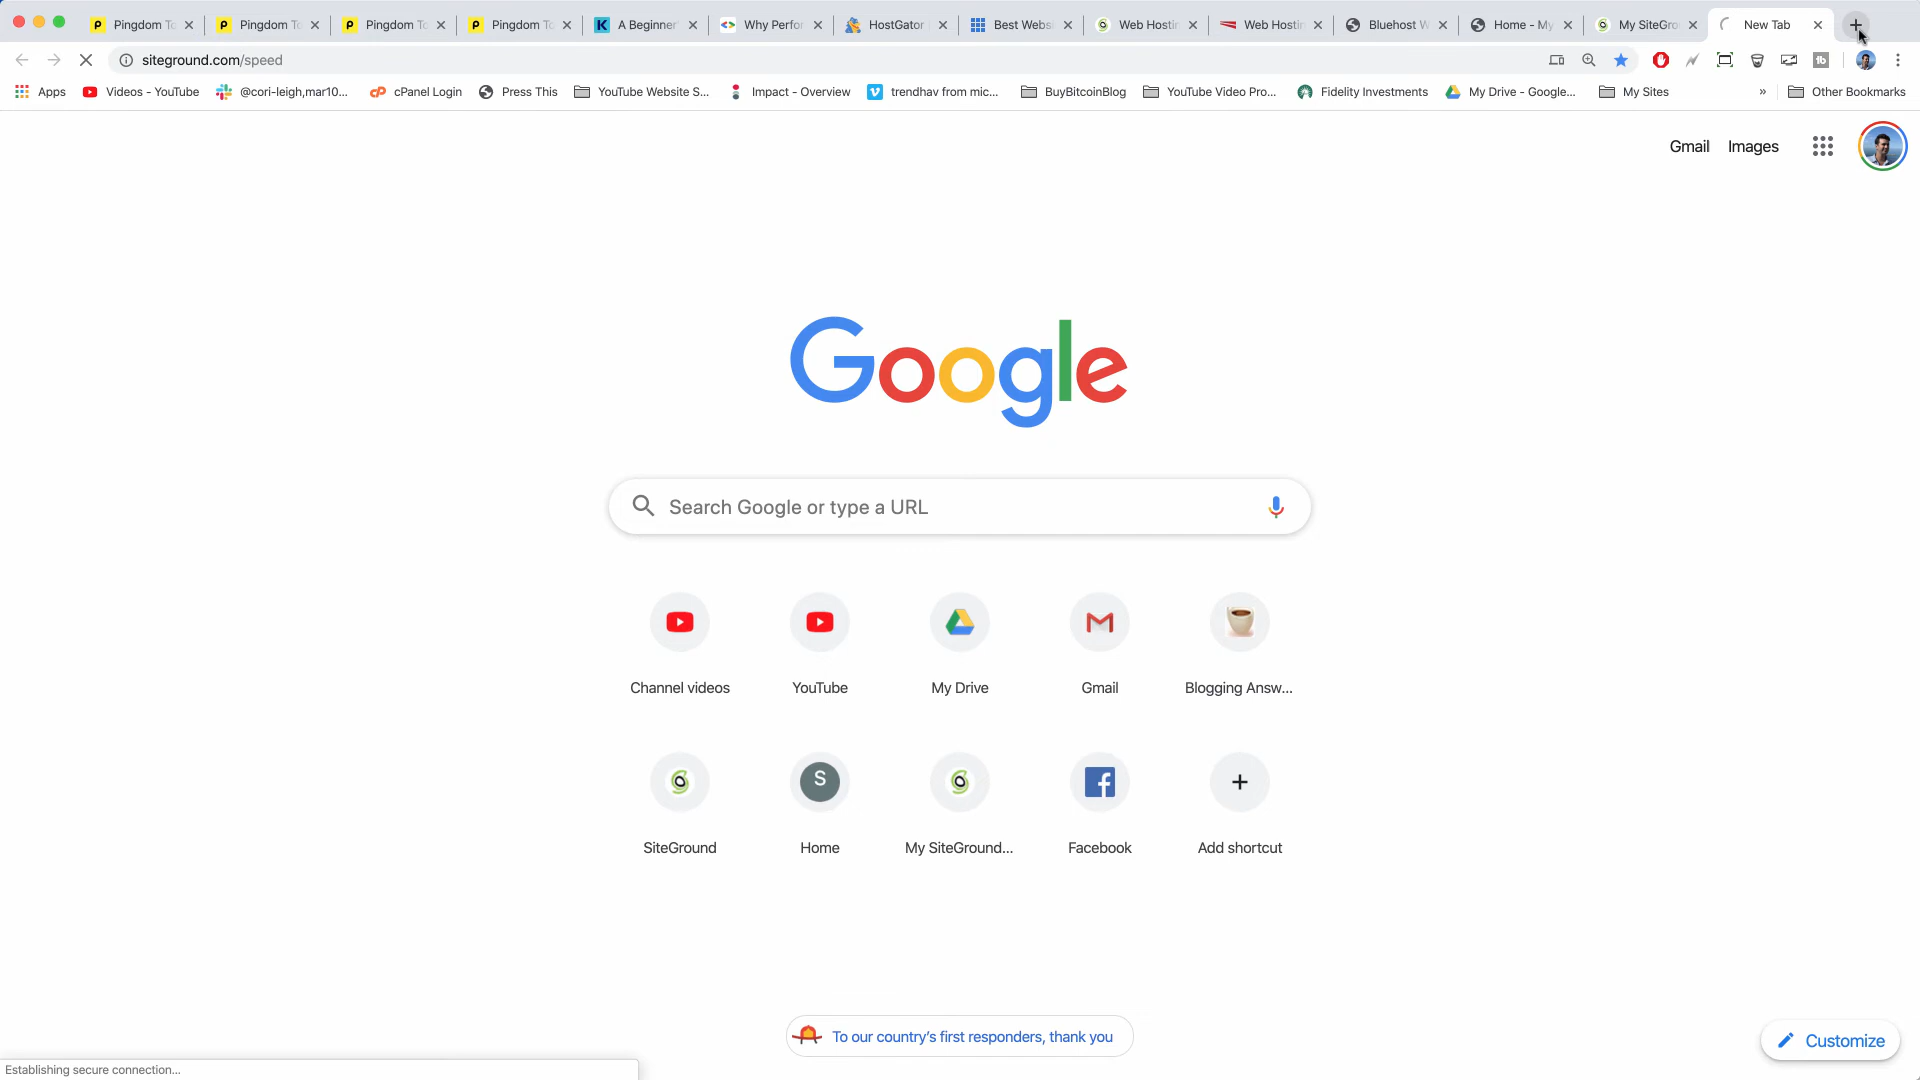 Pingdom To
Pingdom To
Pingdom To
Pingdom To
A Beginner
Why Perfo
HostGator
Best Webs
Web Hostin
Web Hostin
Bluehost W
Home - My
My SiteGro
New Tab
siteground.com/speed
Apps
Videos - YouTube
@cori-leigh,mar10...
cPanel Login
Press This
YouTube Website S...
Impact - Overview
trendhav from mic...
BuyBitcoinBlog
YouTube Video Pro...
Fidelity Investments
My Drive - Google...
My Sites
»
Other Bookmarks
Gmail
Images
Google
Search Google or type a URL
Channel videos
YouTube
My Drive
Gmail
Blogging Answ...
S
SiteGround
Home
My SiteGround...
Facebook
Add shortcut
To our country's first responders, thank you
Customize
Establishing secure connection...